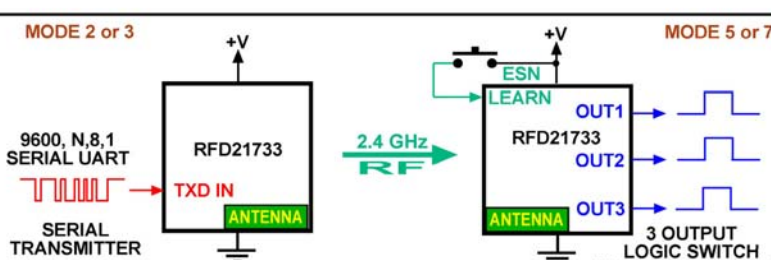 MODE 2 or 3
MODE 5 or 7
+V
+V
ESN
LEARN
OUT1
9600, N,8,1
SERIAL UART
RFD21733
2.4 GHz
RF
RFD21733
OUT2
TXD IN
ANTENNA
ANTENNA
OUT3
SERIAL
TRANSMITTER
3 OUTPUT
LOGIC SWITCH